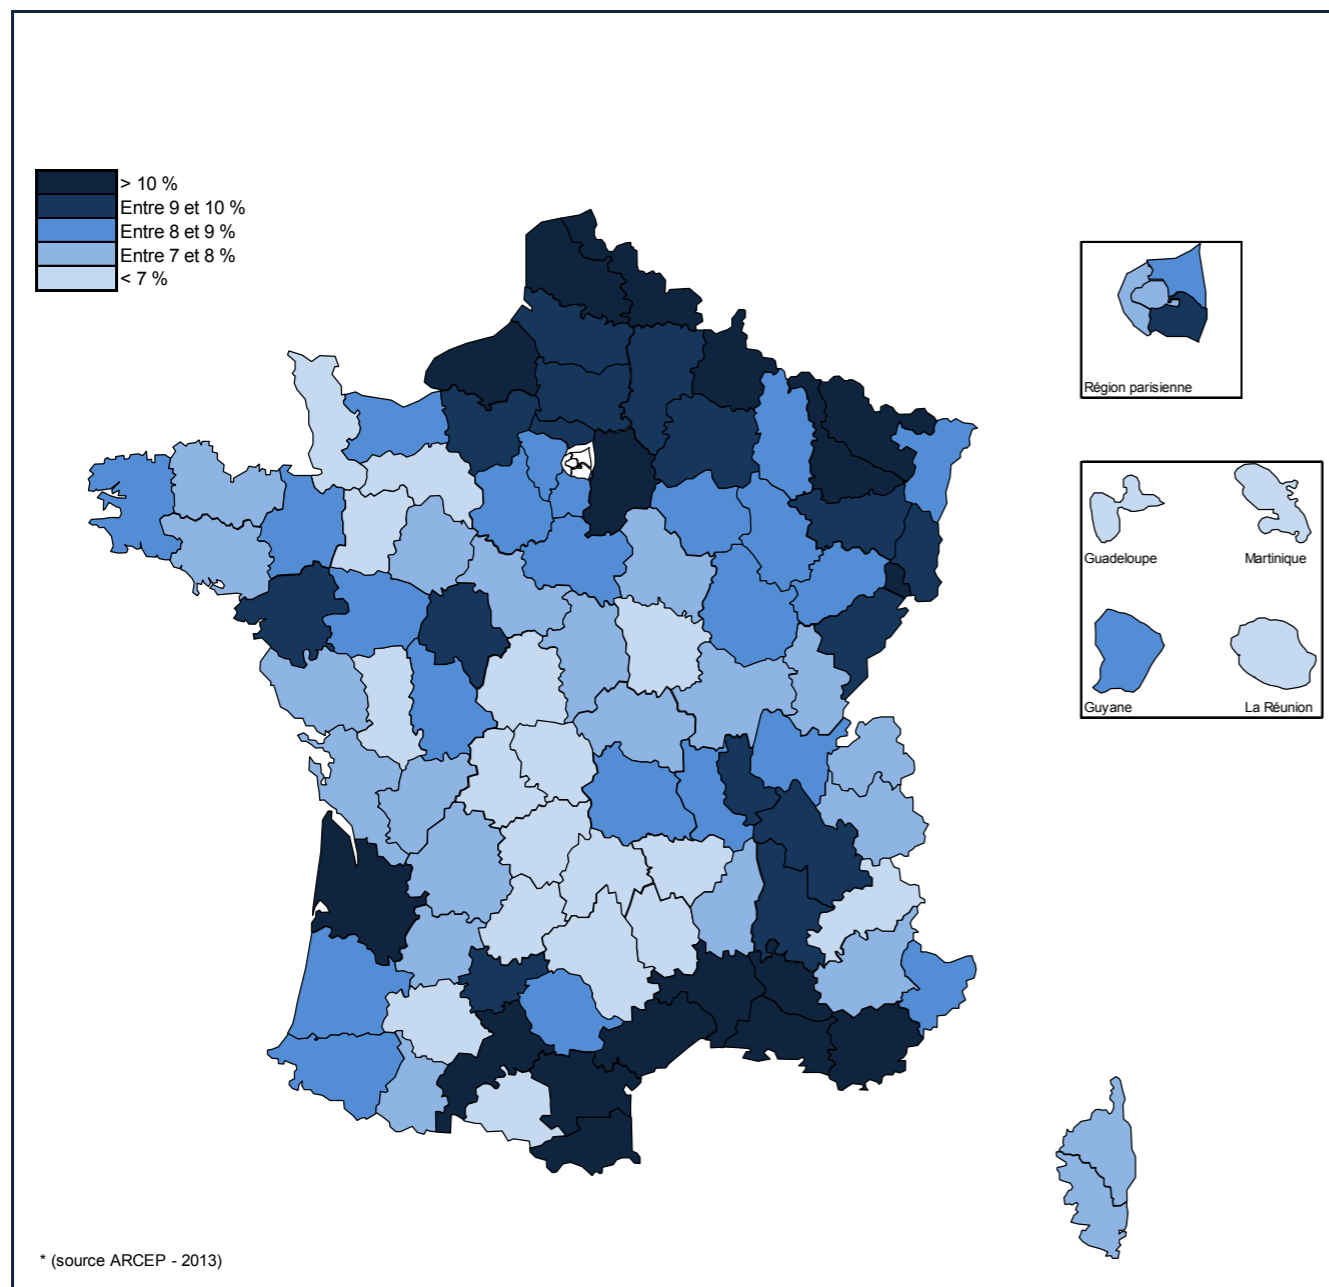 > 10 %
Entre 9 et 10 %
Entre 8 et 9 %
Entre 7 et 8 %
< 7 %
Région parisienne
Guadeloupe
Martinique
Guyane
La Réunion
* (source ARCEP - 2013)